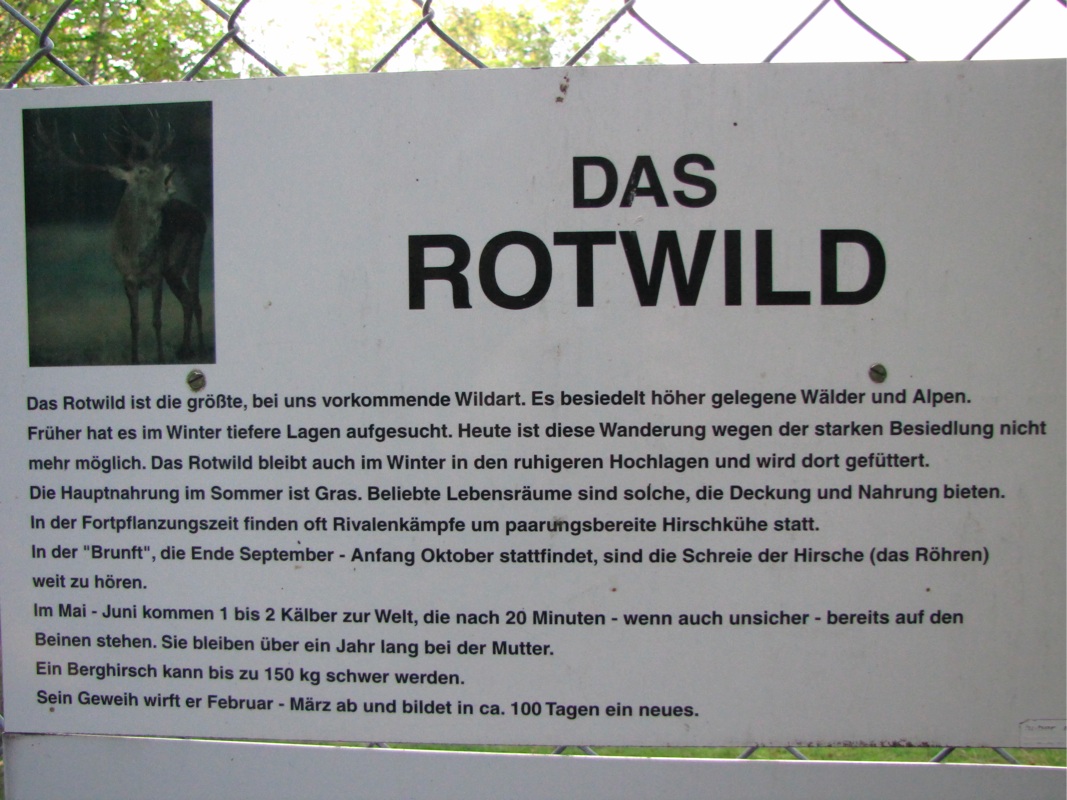 DAS
ROTWILD
Das Rotwild ist die größte, bei uns vorkommende Wildart. Es besiedelt höher gelegene Wälder und Alpen.
Früher hat es im Winter tiefere Lagen aufgesucht. Heute ist diese Wanderung wegen der starken Besiedlung nicht
mehr möglich. Das Rotwild bleibt auch im Winter in den ruhigeren Hochlagen und wird dort gefüttert.
Die Hauptnahrung im Sommer ist Gras. Beliebte Lebensräume sind solche, die Deckung und Nahrung bieten.
In der Fortpflanzungszeit finden oft Rivalenkämpfe um paarungsbereite Hirschkühe statt.
In der "Brunft", die Ende September - Anfang Oktober stattfindet, sind die Schreie der Hirsche (das Röhren)
weit zu hören.
Im Mai - Juni kommen 1 bis 2 Kälber zur Welt, die nach 20 Minuten - wenn auch unsicher - bereits auf den
Beinen stehen. Sie bleiben über ein Jahr lang bei der Mutter.
Ein Berghirsch kann bis zu 150 kg schwer werden.
Sein Geweih wirft er Februar - März ab und bildet in ca. 100 Tagen ein neues.